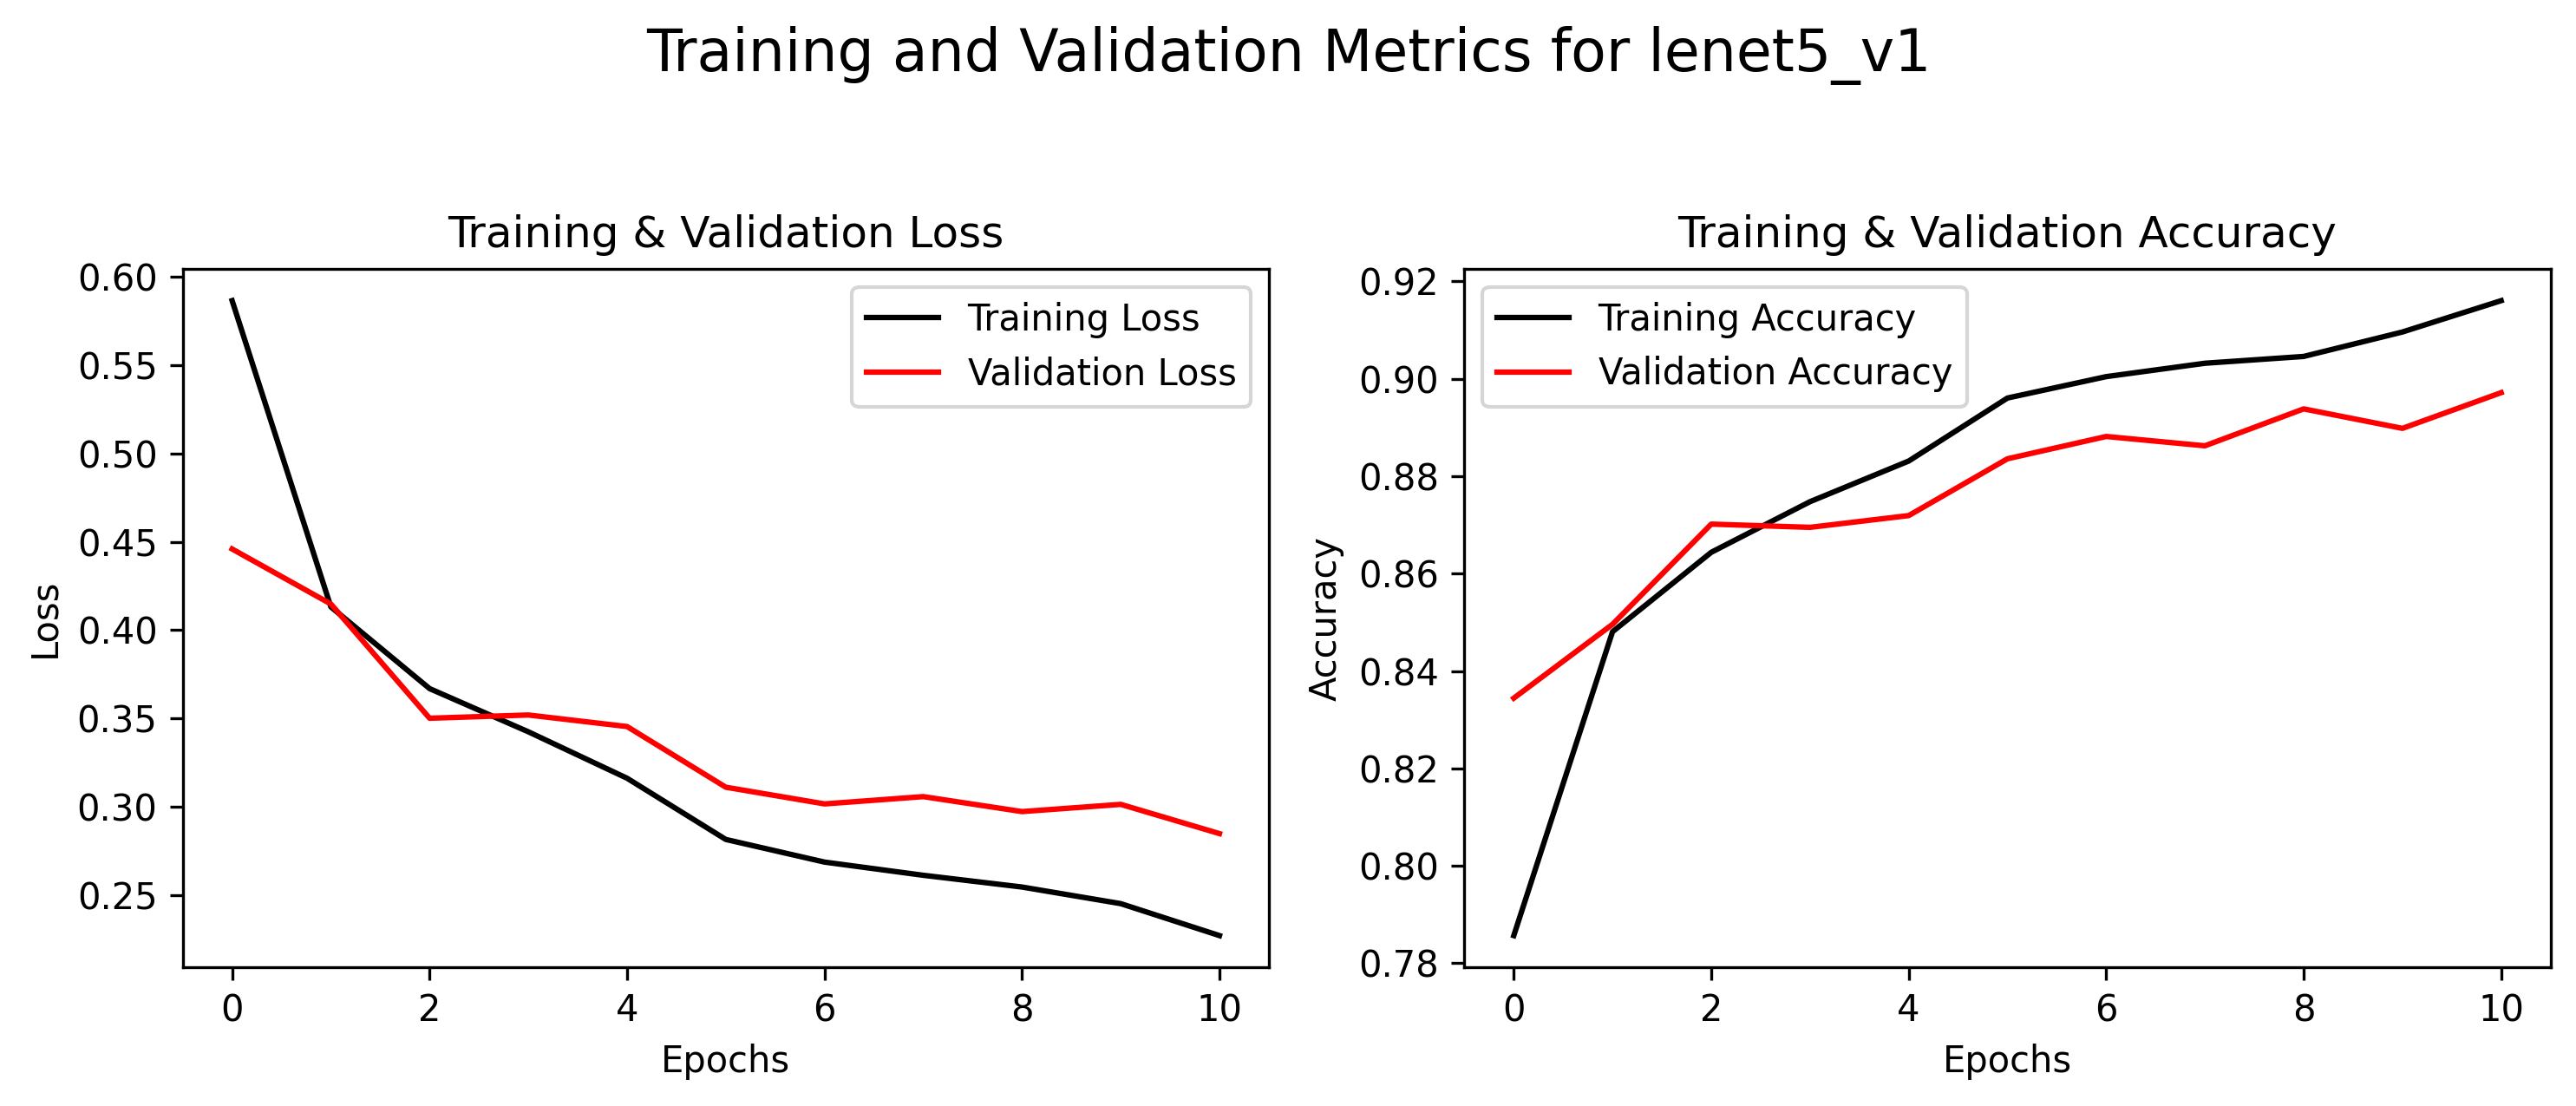 Training and Validation Metrics for lenet5_v1
Training & Validation Loss
0.60
0.55
0.50
0.45
0.40
0.35
0.30
0.25
Loss
Training Loss
Validation Loss
0
2
4
6
8
10
Epochs
Training & Validation Accuracy
0.92
0.90
0.88
0.86
0.84
0.82
0.80
0.78
Accuracy
Training Accuracy
Validation Accuracy
0
2
4
6
8
10
Epochs